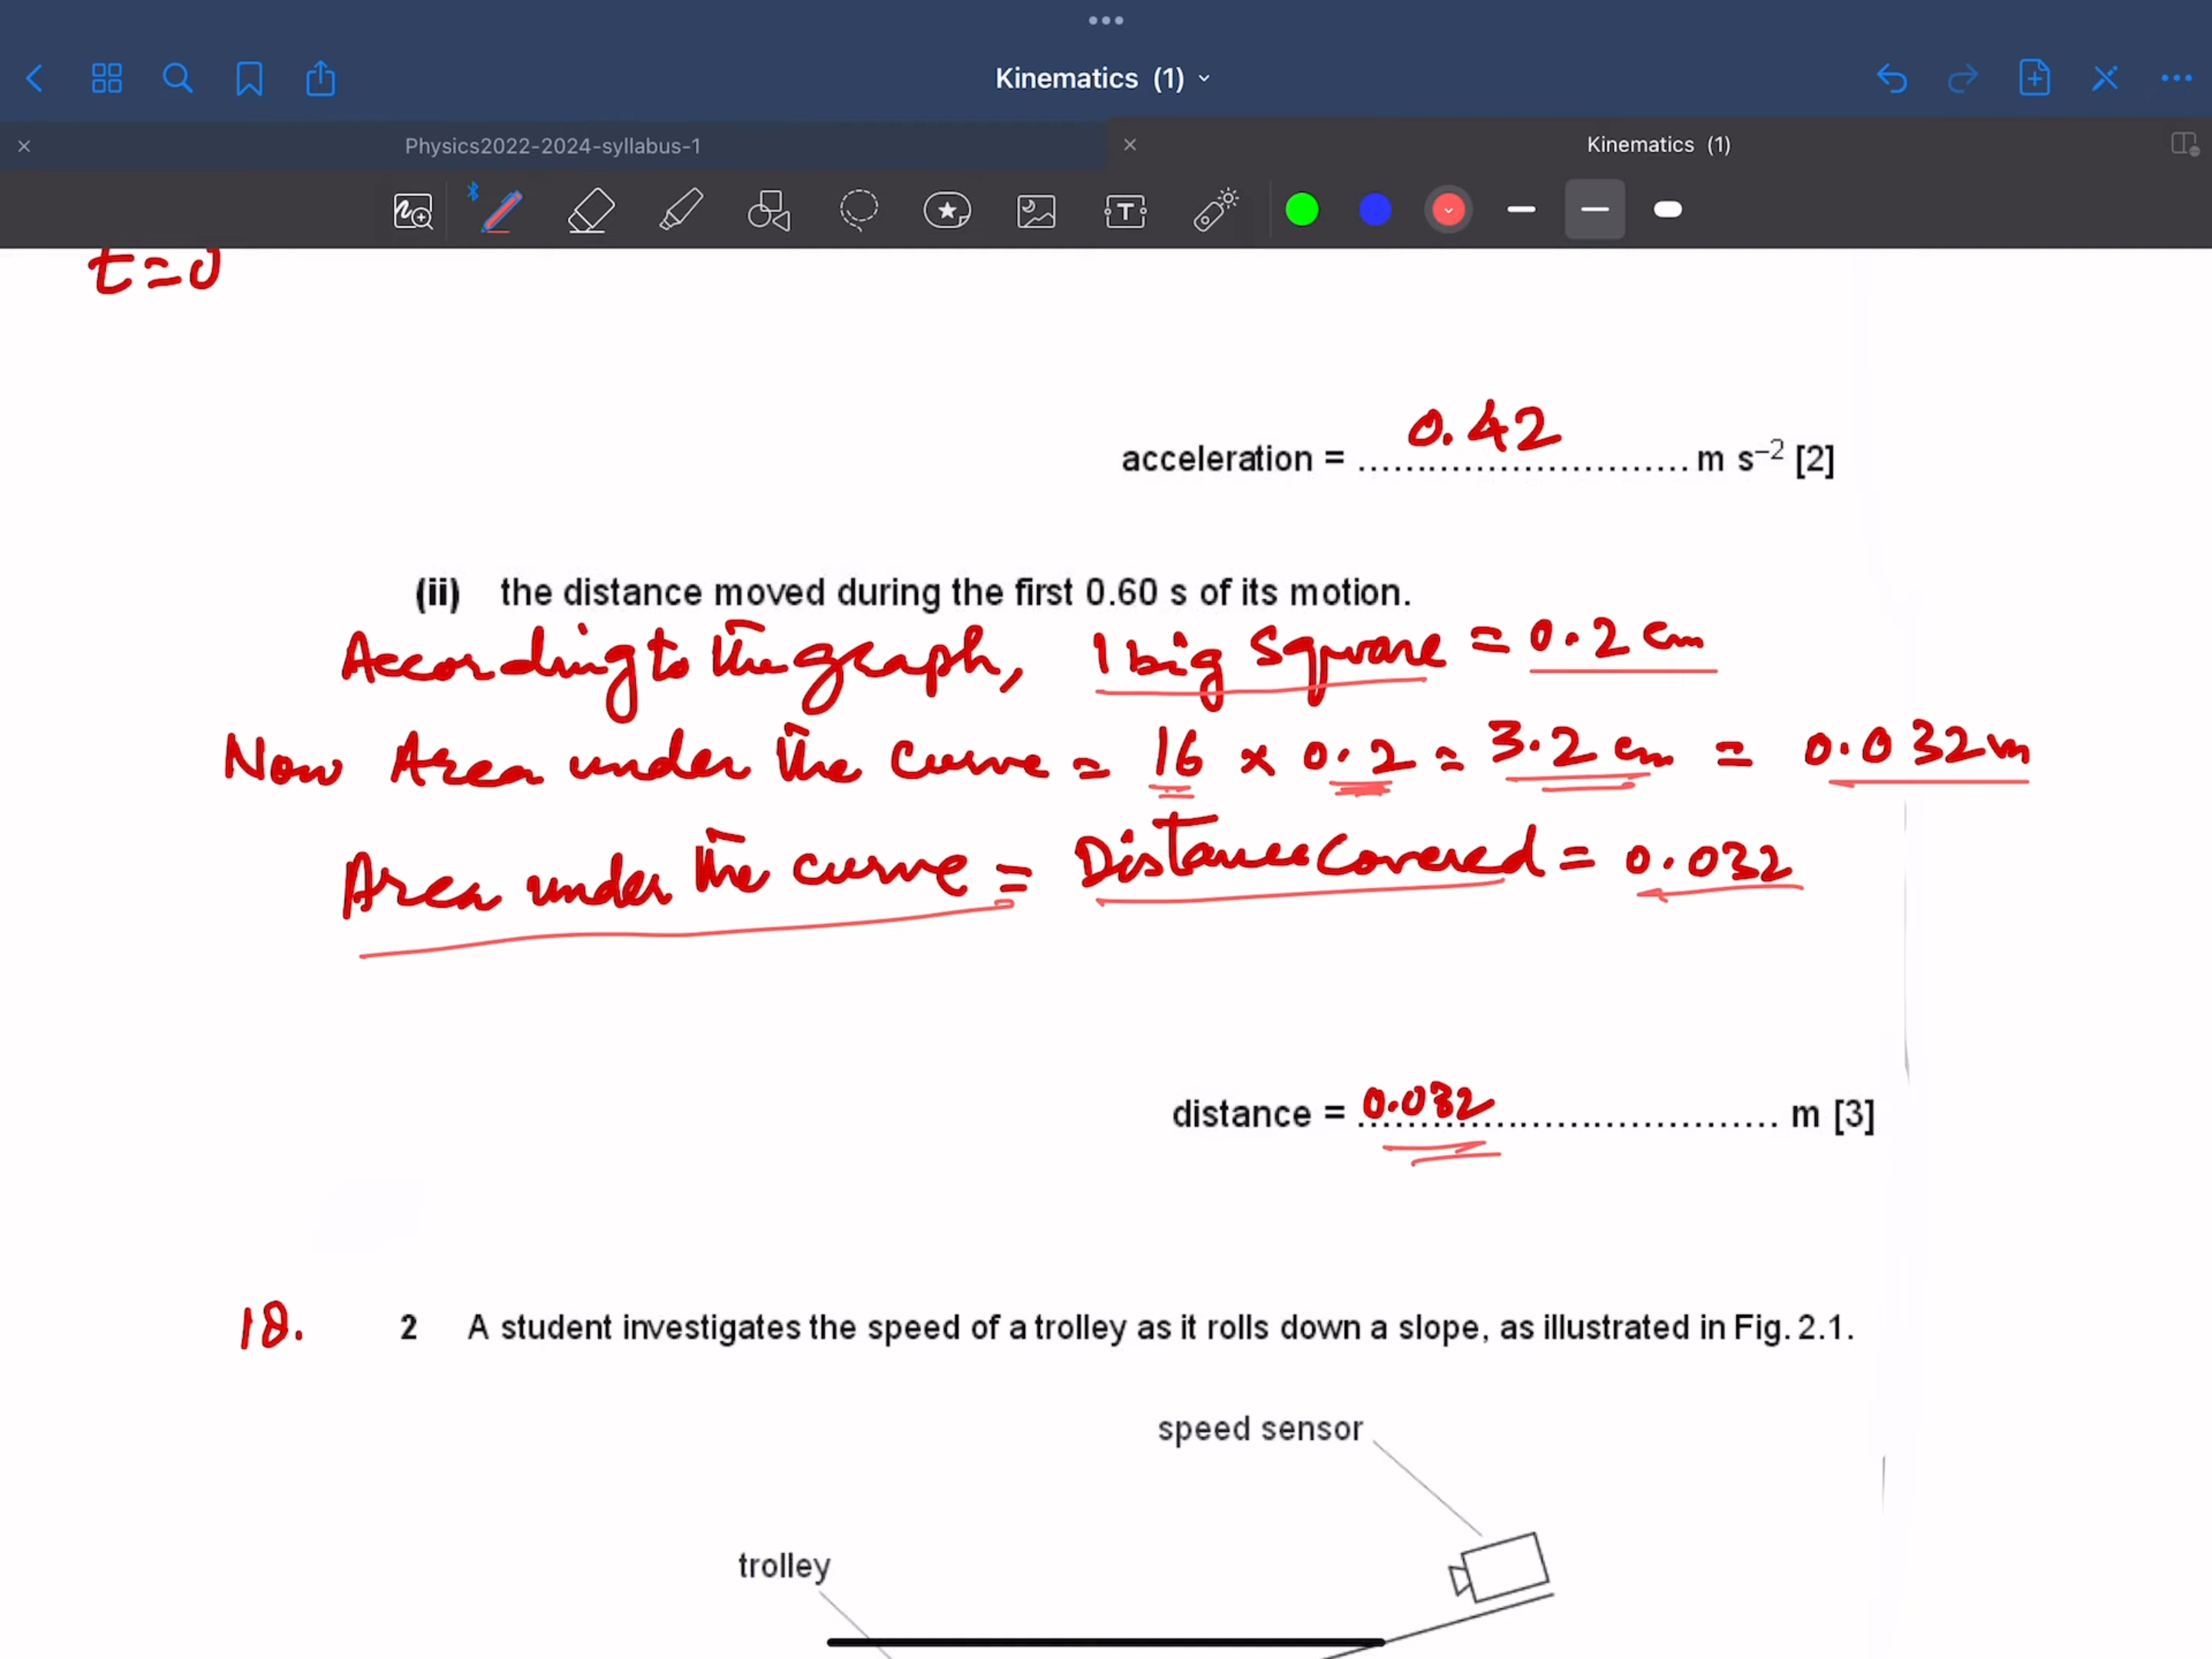 Kinematics (1)
Physics2022-2024-syllabus-1
Kinematics (1)
t=0
0.42
acceleration = ............................ m s⁻² [2]
(ii) the distance moved during the first 0.60 s of its motion.
According to the graph, 1 big square = 0.2 cm
Now Area under the curve = 16 × 0.2 = 3.2 cm = 0.032m
Area under the curve = Distance Covered = 0.032
distance = 0.032 .................................... m [3]
18. 2 A student investigates the speed of a trolley as it rolls down a slope, as illustrated in Fig. 2.1.
speed sensor
trolley